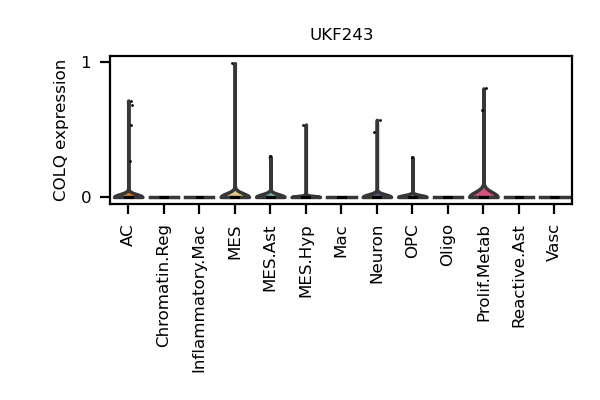 UKF243
COLQ expression
1
0
AC
Chromatin.Reg
Inflammatory.Mac
MES
MES.Ast
MES.Hyp
Mac
Neuron
OPC
Oligo
Prolif.Metab
Reactive.Ast
Vasc